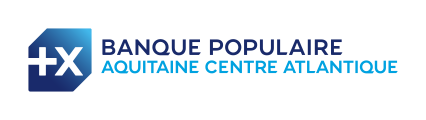 +X BANQUE POPULAIRE
AQUITAINE CENTRE ATLANTIQUE